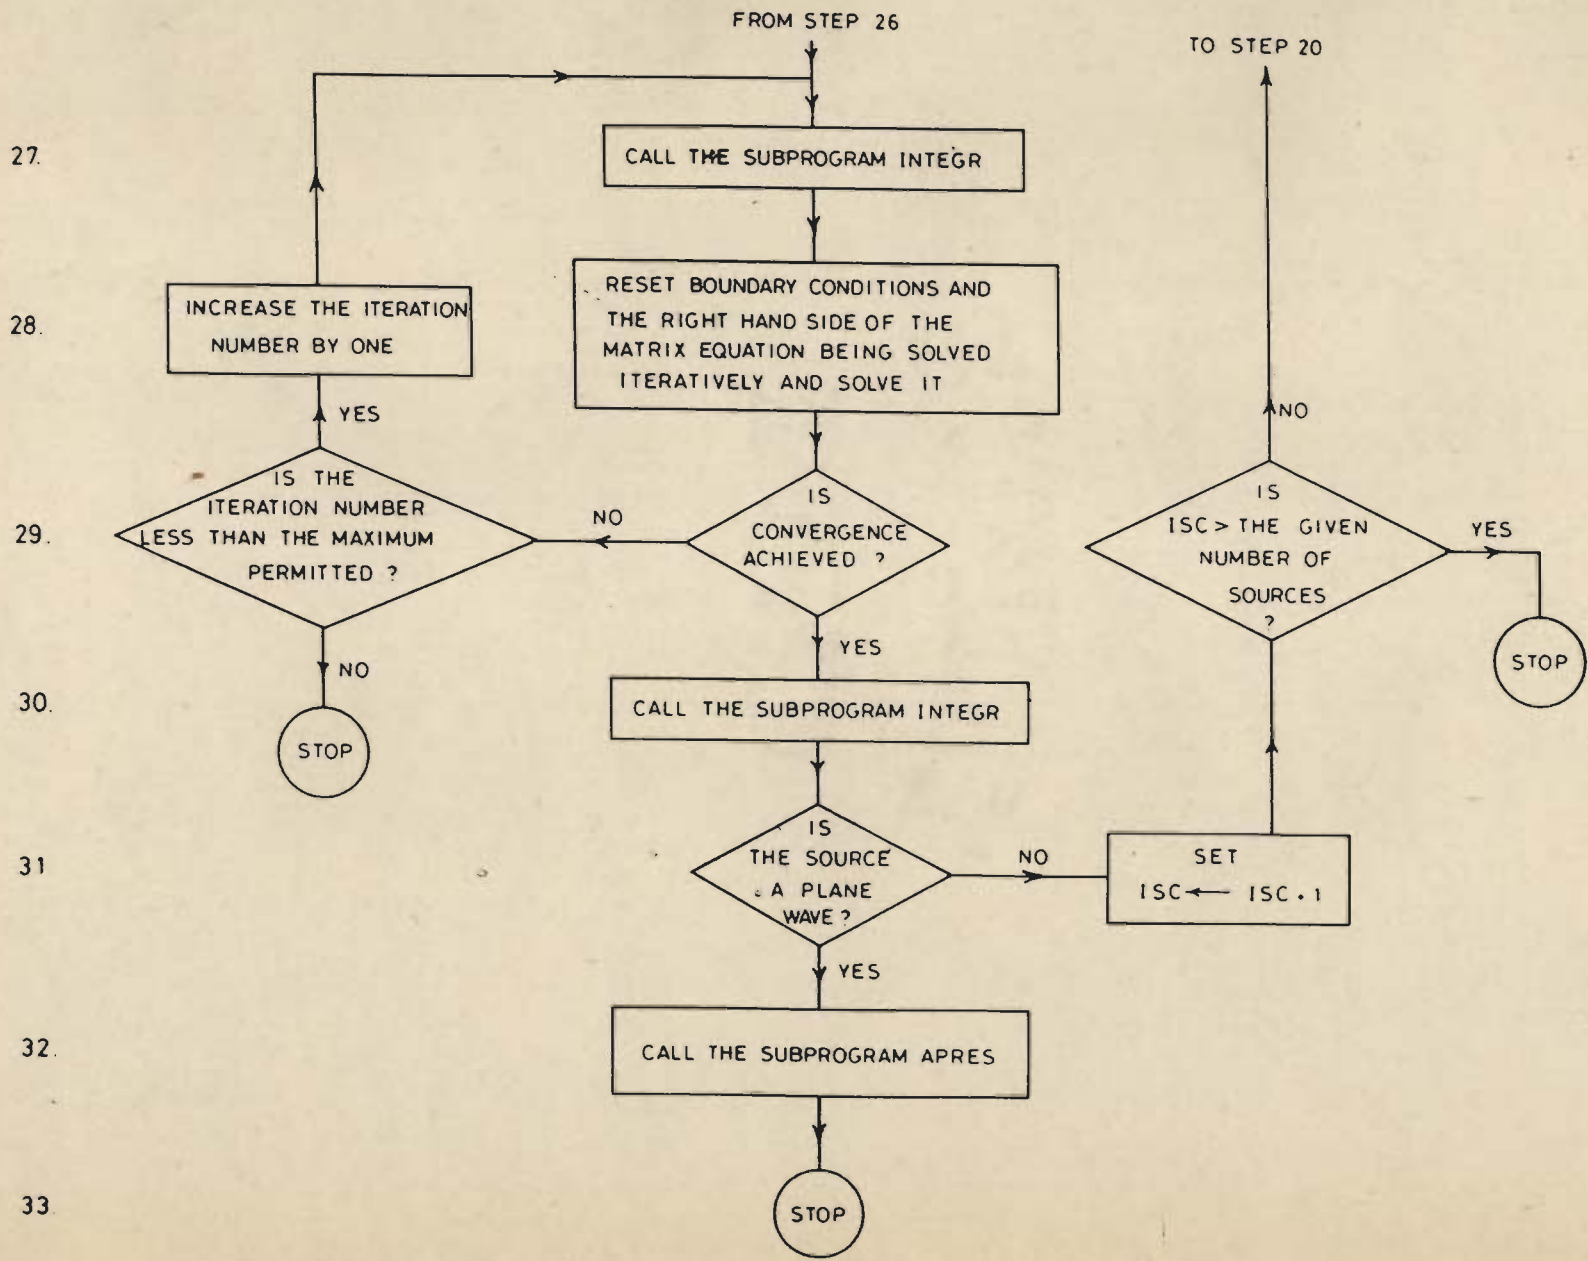 FROM STEP 26
TO STEP 20
27.
CALL THE SUBPROGRAM INTEGR
28.
INCREASE THE ITERATION
NUMBER BY ONE
RESET BOUNDARY CONDITIONS AND
THE RIGHT HAND SIDE OF THE
MATRIX EQUATION BEING SOLVED
ITERATIVELY AND SOLVE IT
YES
NO
29.
IS THE
ITERATION NUMBER
LESS THAN THE MAXIMUM
PERMITTED ?
NO
IS
CONVERGENCE
ACHIEVED ?
IS
ISC > THE GIVEN
NUMBER OF
SOURCES
?
YES
STOP
NO
YES
30.
STOP
CALL THE SUBPROGRAM INTEGR
31
IS
THE SOURCE
A PLANE
WAVE ?
NO
SET
ISC ← ISC . 1
YES
32.
CALL THE SUBPROGRAM APRES
33.
STOP